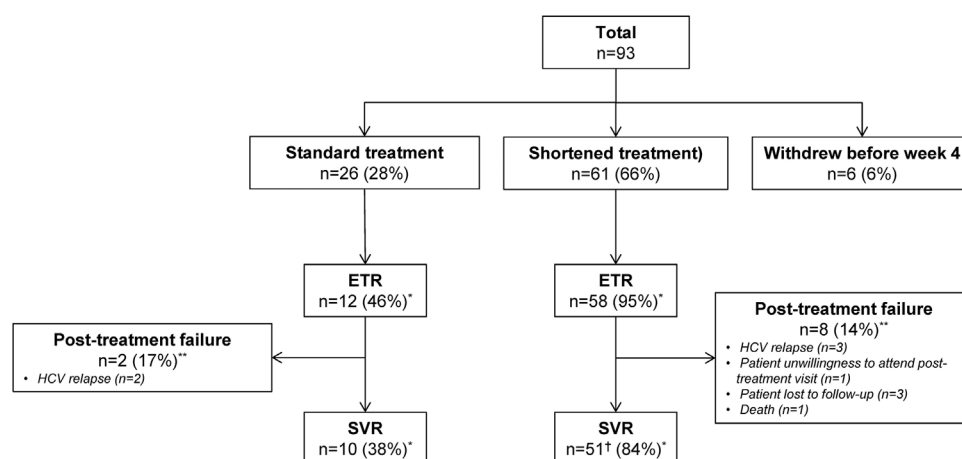 Total
n=93
Standard treatment
n=26 (28%)
Shortened treatment)
n=61 (66%)
Withdrew before week 4
n=6 (6%)
ETR
n=12 (46%)*
ETR
n=58 (95%)*
Post-treatment failure
n=2 (17%)**
• HCV relapse (n=2)
Post-treatment failure
n=8 (14%)**
• HCV relapse (n=3)
• Patient unwillingness to attend post-
treatment visit (n=1)
• Patient lost to follow-up (n=3)
• Death (n=1)
SVR
n=10 (38%)*
SVR
n=51† (84%)*